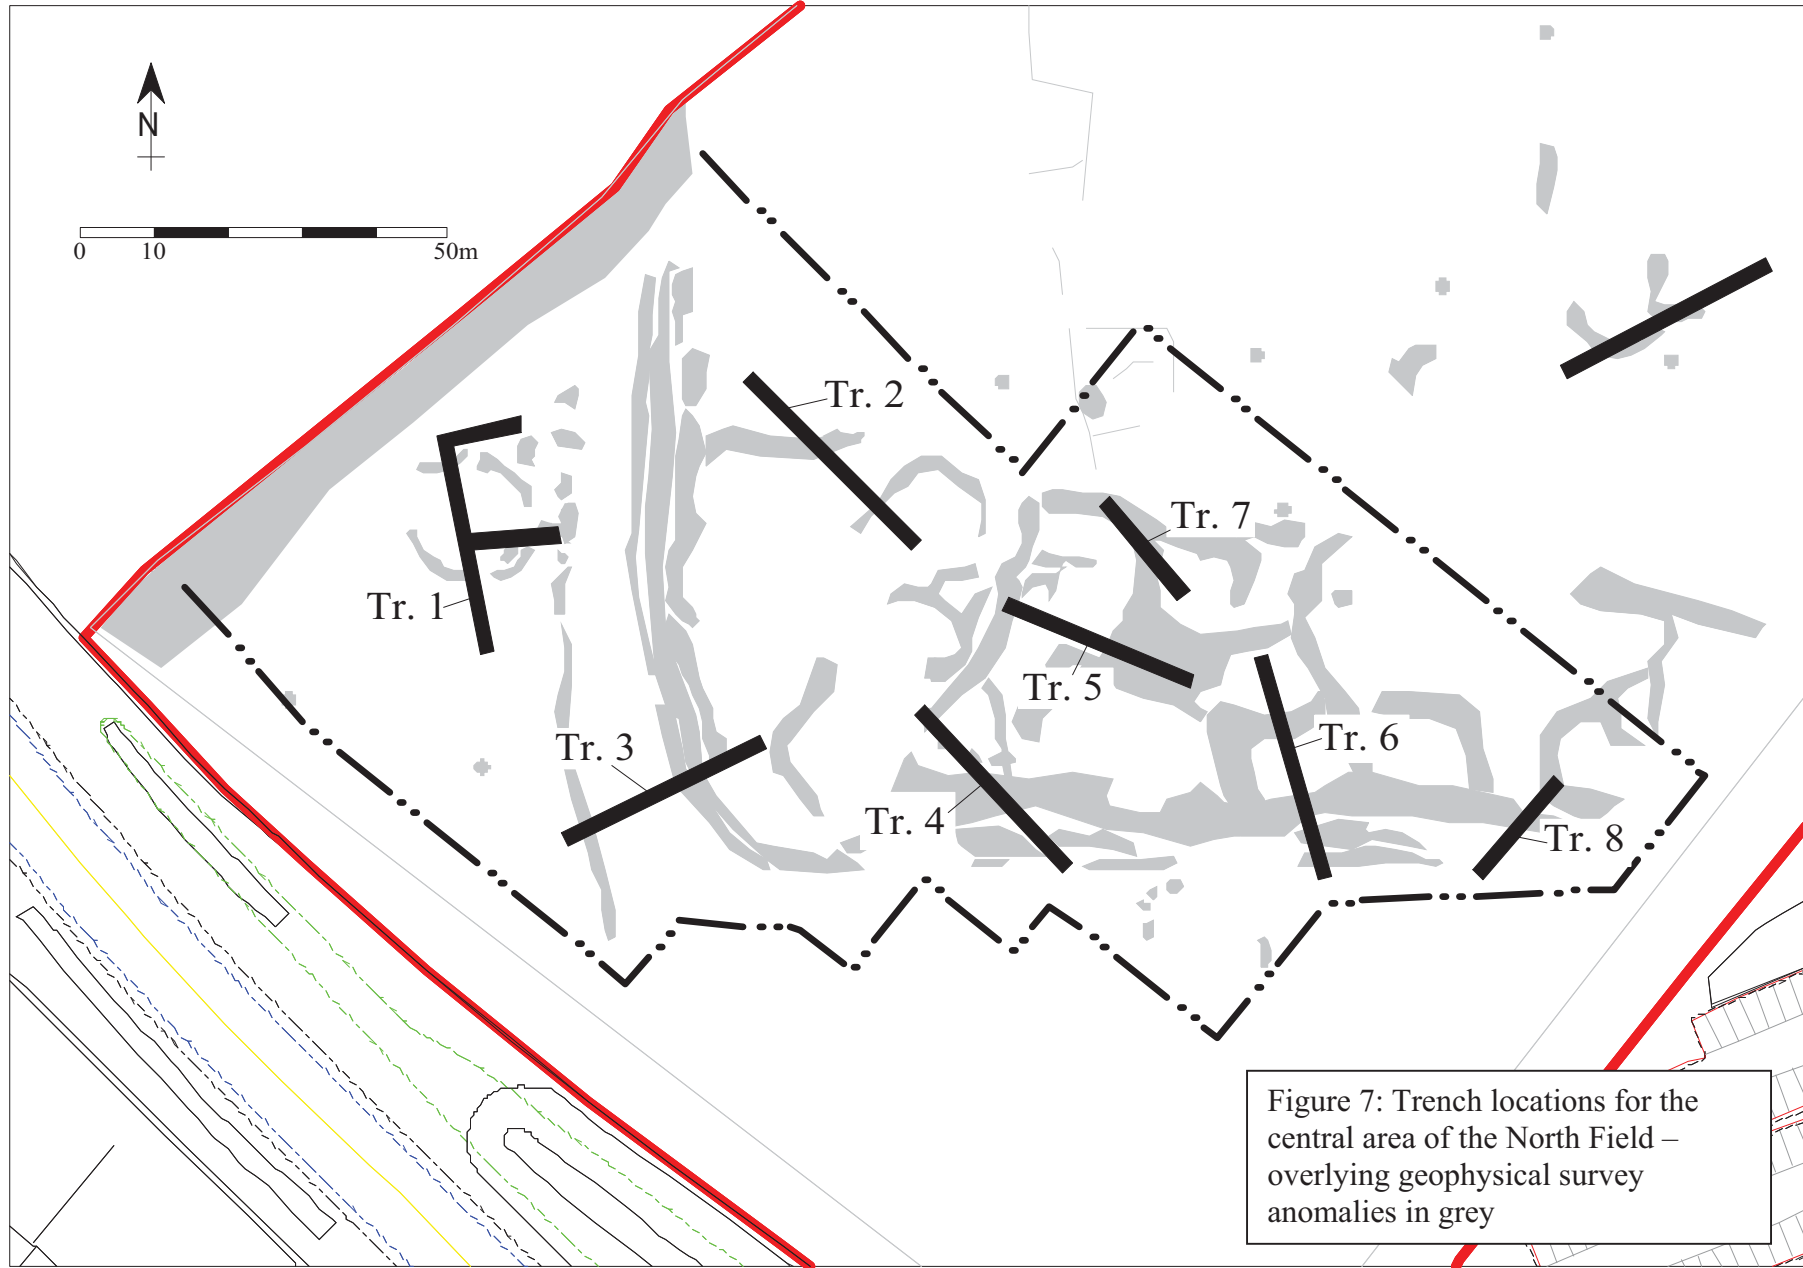 N
0 10 50m
Tr. 1
Tr. 2
Tr. 3
Tr. 4
Tr. 5
Tr. 6
Tr. 7
Tr. 8
Figure 7: Trench locations for the
central area of the North Field –
overlying geophysical survey
anomalies in grey